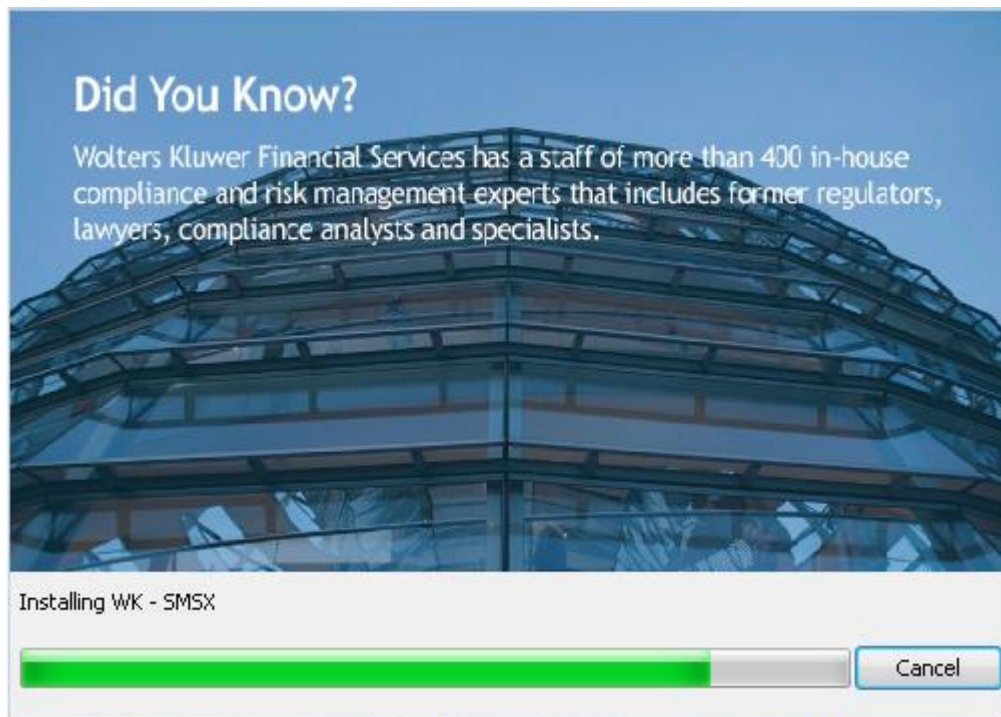 Did You Know?
Wolters Kluwer Financial Services has a staff of more than 400 in-house
compliance and risk management experts that includes former regulators,
lawyers, compliance analysts and specialists.
Installing WK - SMSX
Cancel